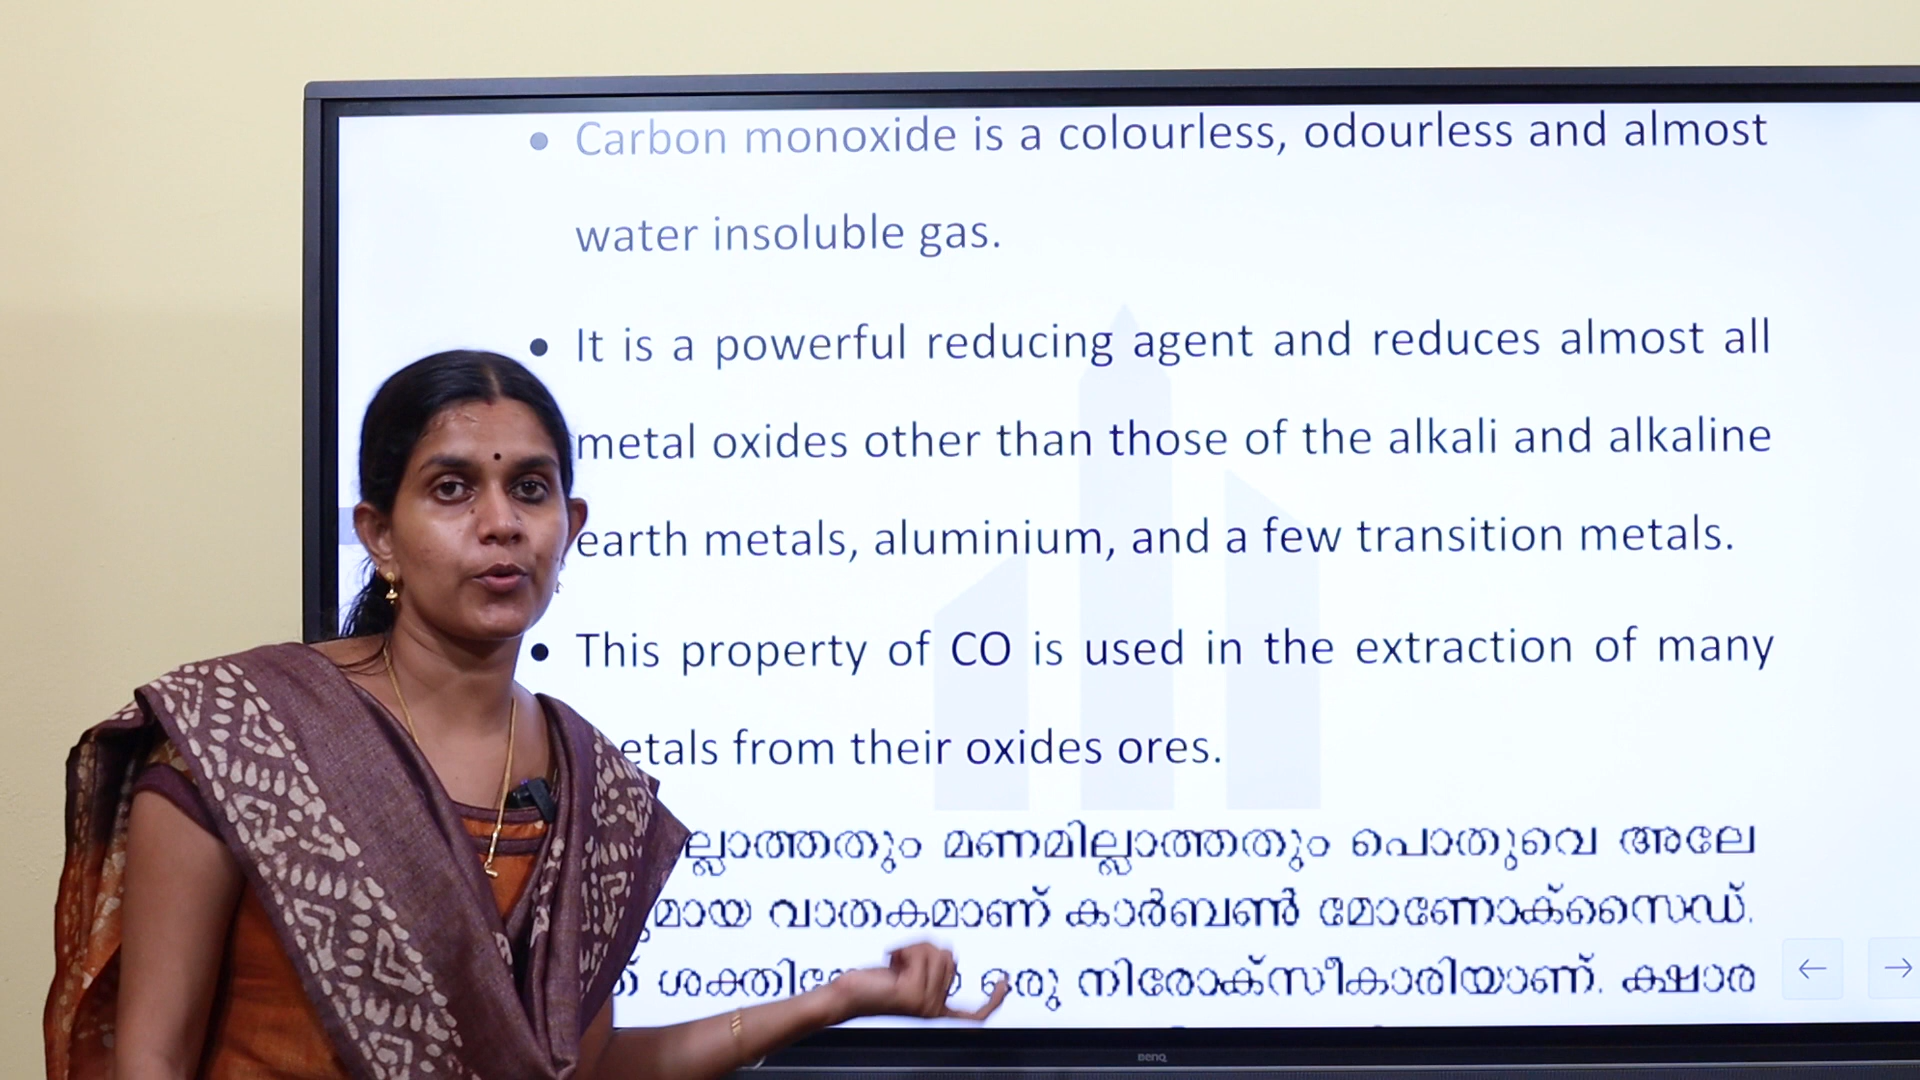 • Carbon monoxide is a colourless, odourless and almost
water insoluble gas.
• It is a powerful reducing agent and reduces almost all
metal oxides other than those of the alkali and alkaline
earth metals, aluminium, and a few transition metals.
• This property of CO is used in the extraction of many
etals from their oxides ores.
ല്ലാത്തതും മണമില്ലാത്തതും പൊതുവെ അലേ
മായ വാതകമാണ് കാർബൺ മോണോക്സൈഡ്.
ഒരു നിരോക്സീകാരിയാണ്. ക്ഷാര
BenQ